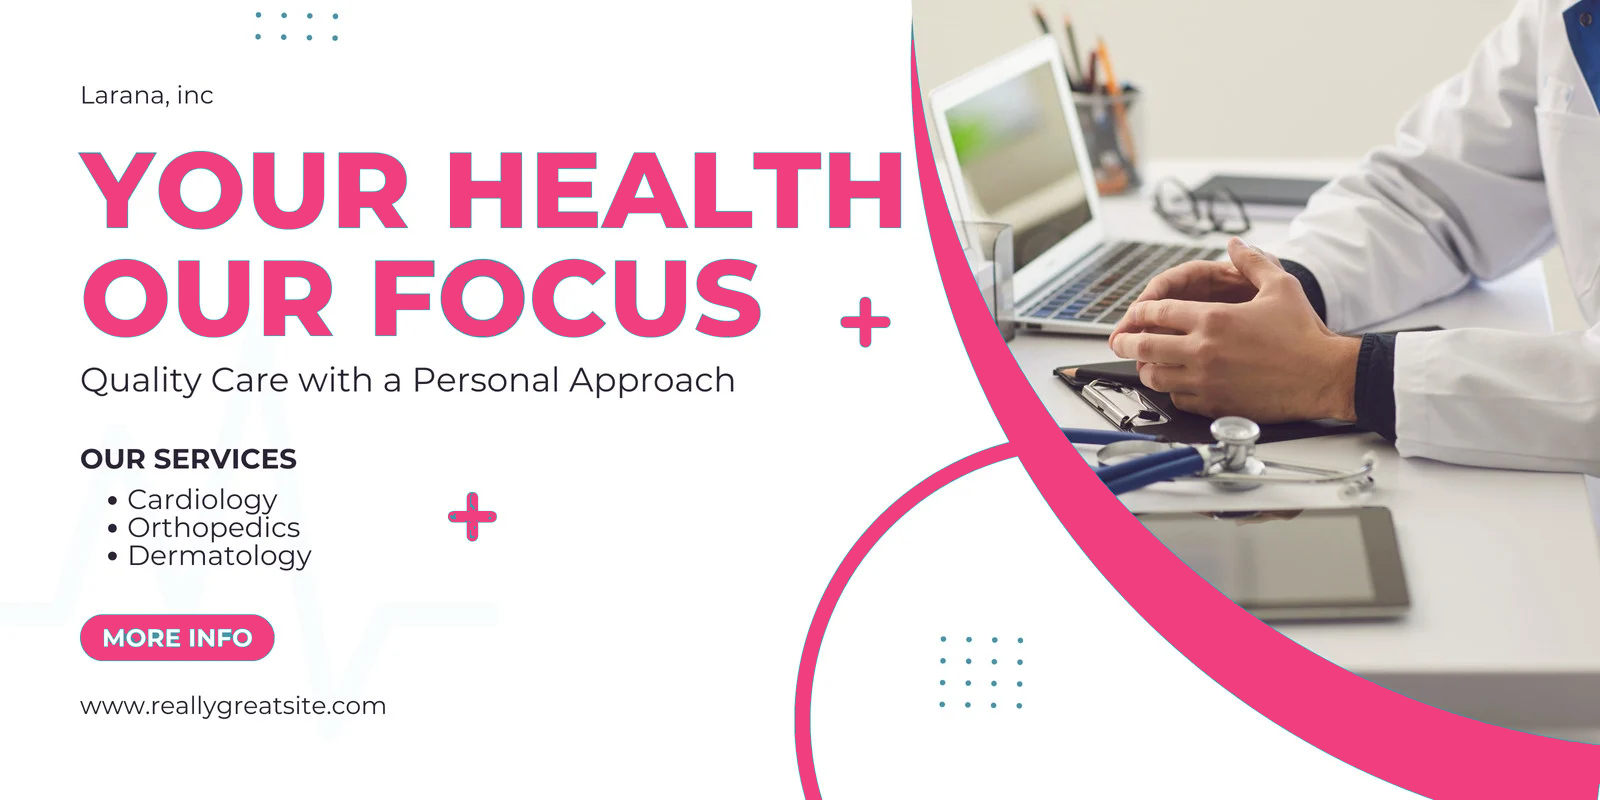 Larana, inc
YOUR HEALTH
OUR FOCUS
Quality Care with a Personal Approach
OUR SERVICES
• Cardiology
• Orthopedics
• Dermatology
MORE INFO
www.reallygreatsite.com